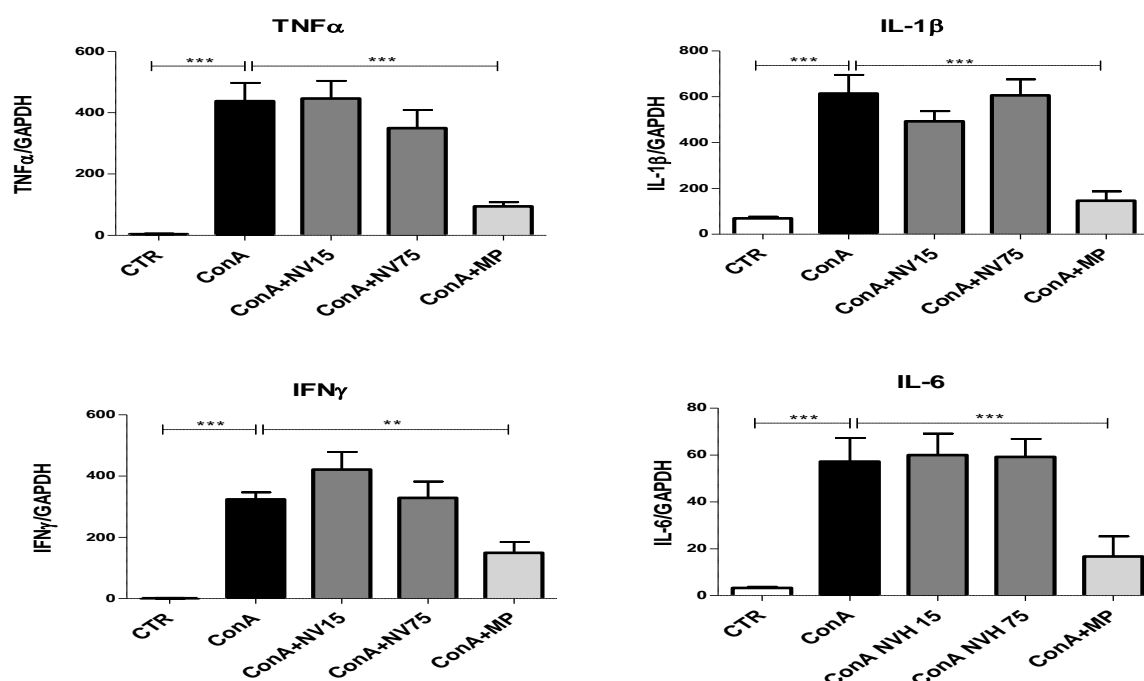 TNFα
TNFα/GAPDH
600
400
200
0
***
***
CTR
ConA
ConA+NV15
ConA+NV75
ConA+MP
IL-1β
IL-1β/GAPDH
800
600
400
200
0
***
***
CTR
ConA
ConA+NV15
ConA+NV75
ConA+MP
IFNγ
IFNγ/GAPDH
600
400
200
0
***
**
CTR
ConA
ConA+NV15
ConA+NV75
ConA+MP
IL-6
IL-6/GAPDH
80
60
40
20
0
***
***
CTR
ConA
ConA NVH 15
ConA NVH 75
ConA+MP